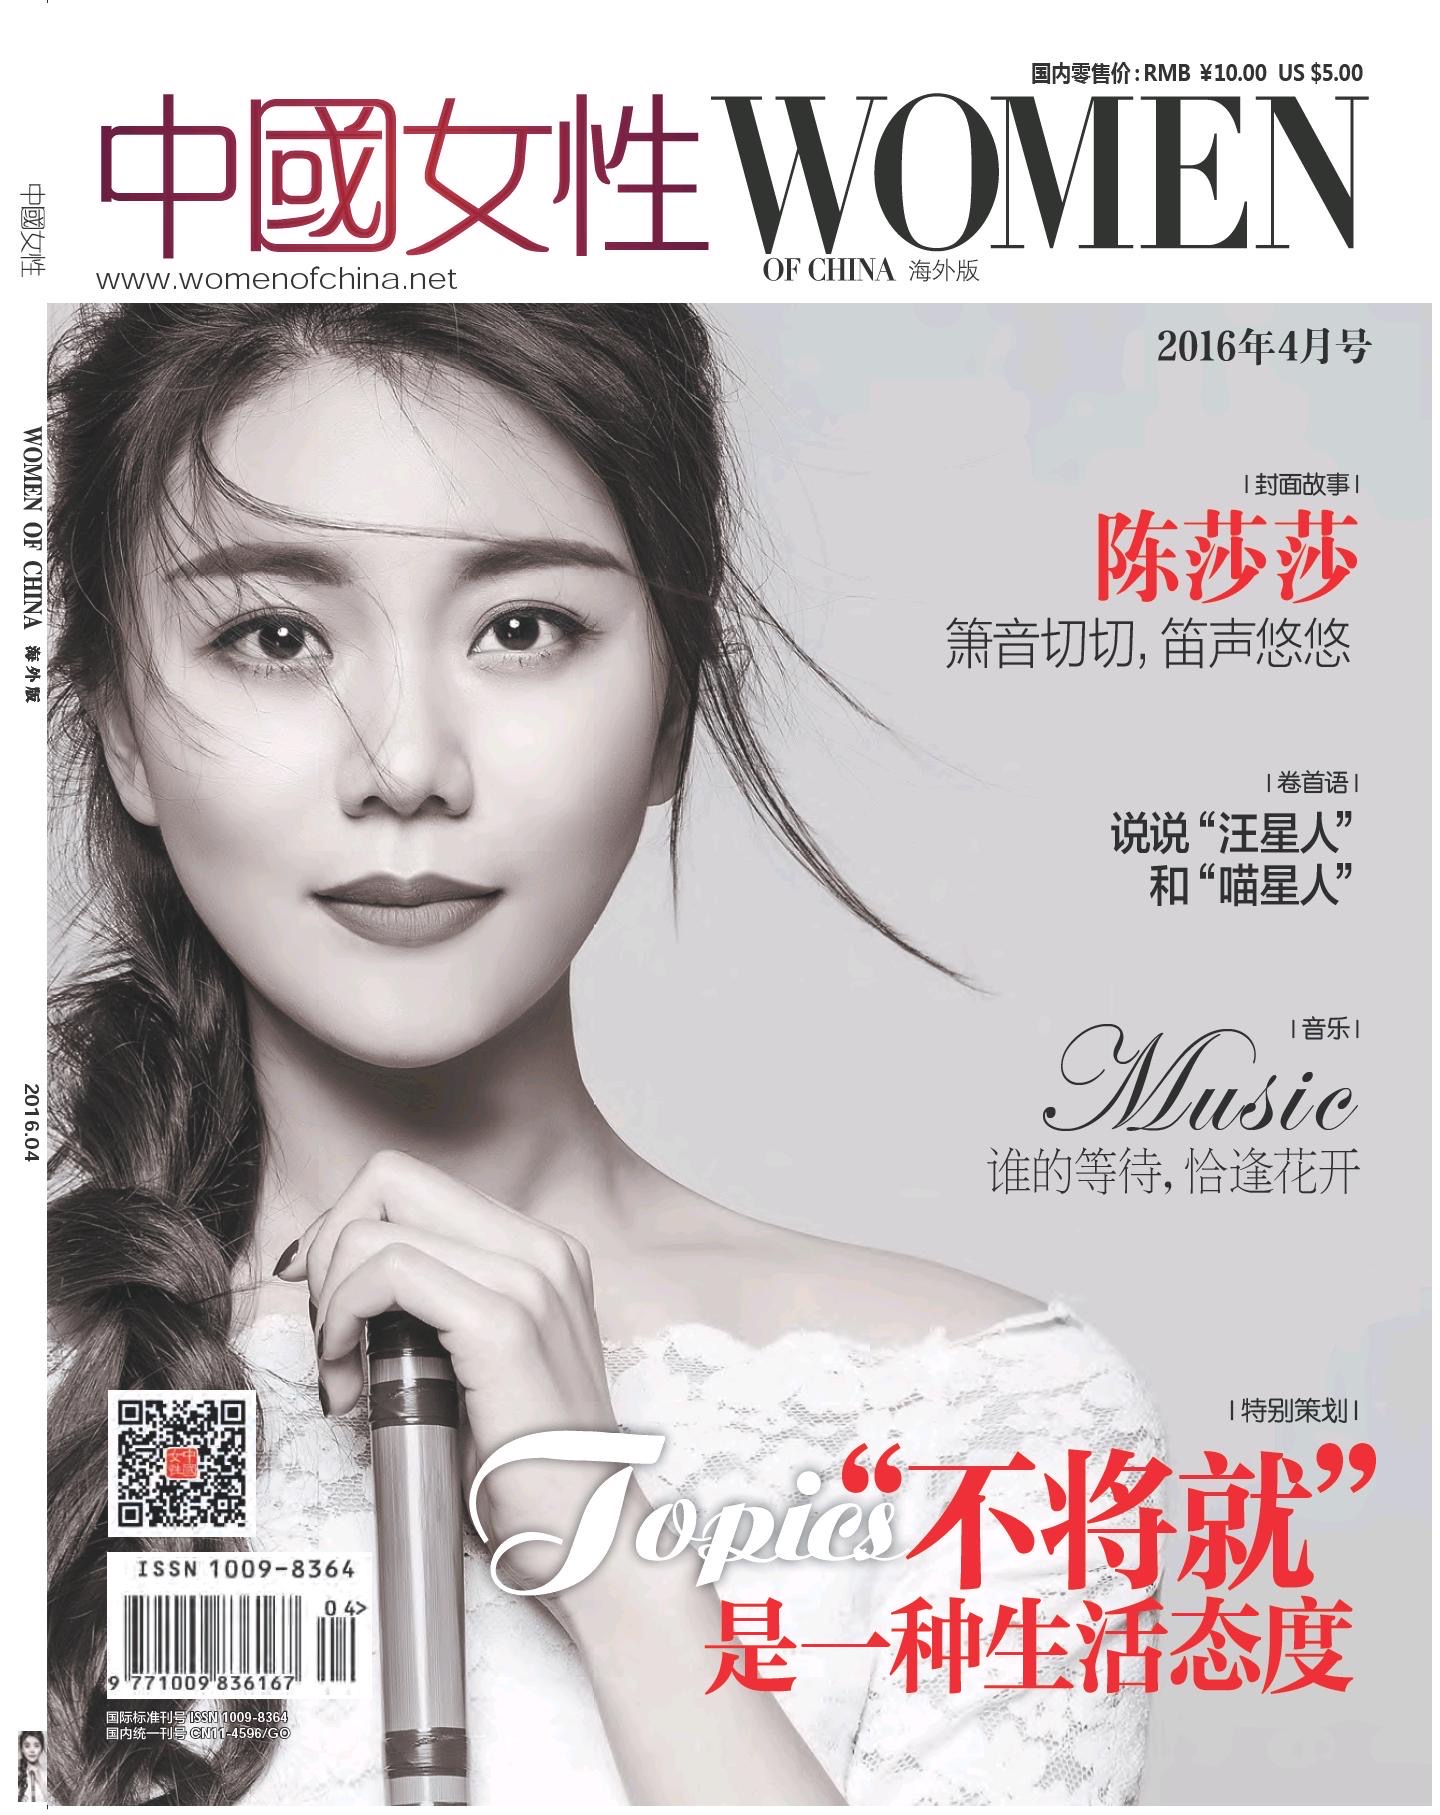 国内零售价：RMB ¥10.00 US $5.00
中國女性 WOMEN
OF CHINA 海外版
www.womenofchina.net
中國女性
WOMEN OF CHINA 海外版
2016.04
2016年4月号
|封面故事|
陈莎莎
箫音切切, 笛声悠悠
|卷首语|
说说“汪星人”
和“喵星人”
|音乐|
Music
谁的等待, 恰逢花开
|特别策划|
Topics “不将就”
是一种生活态度
中國女性
ISSN 1009-8364
04>
9 771009 836167
国际标准刊号 ISSN 1009-8364
国内统一刊号 CN11-4596/GO